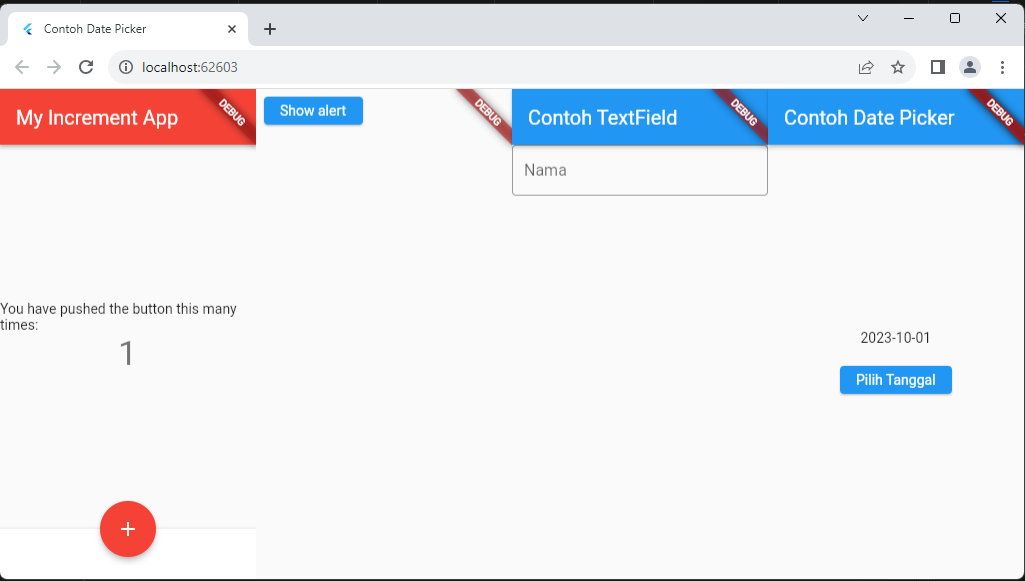 Contoh Date Picker
localhost:62603
My Increment App
DEBUG
Show alert
DEBUG
Contoh TextField
DEBUG
Contoh Date Picker
DEBUG
Nama
You have pushed the button this many
times:
1
2023-10-01
Pilih Tanggal